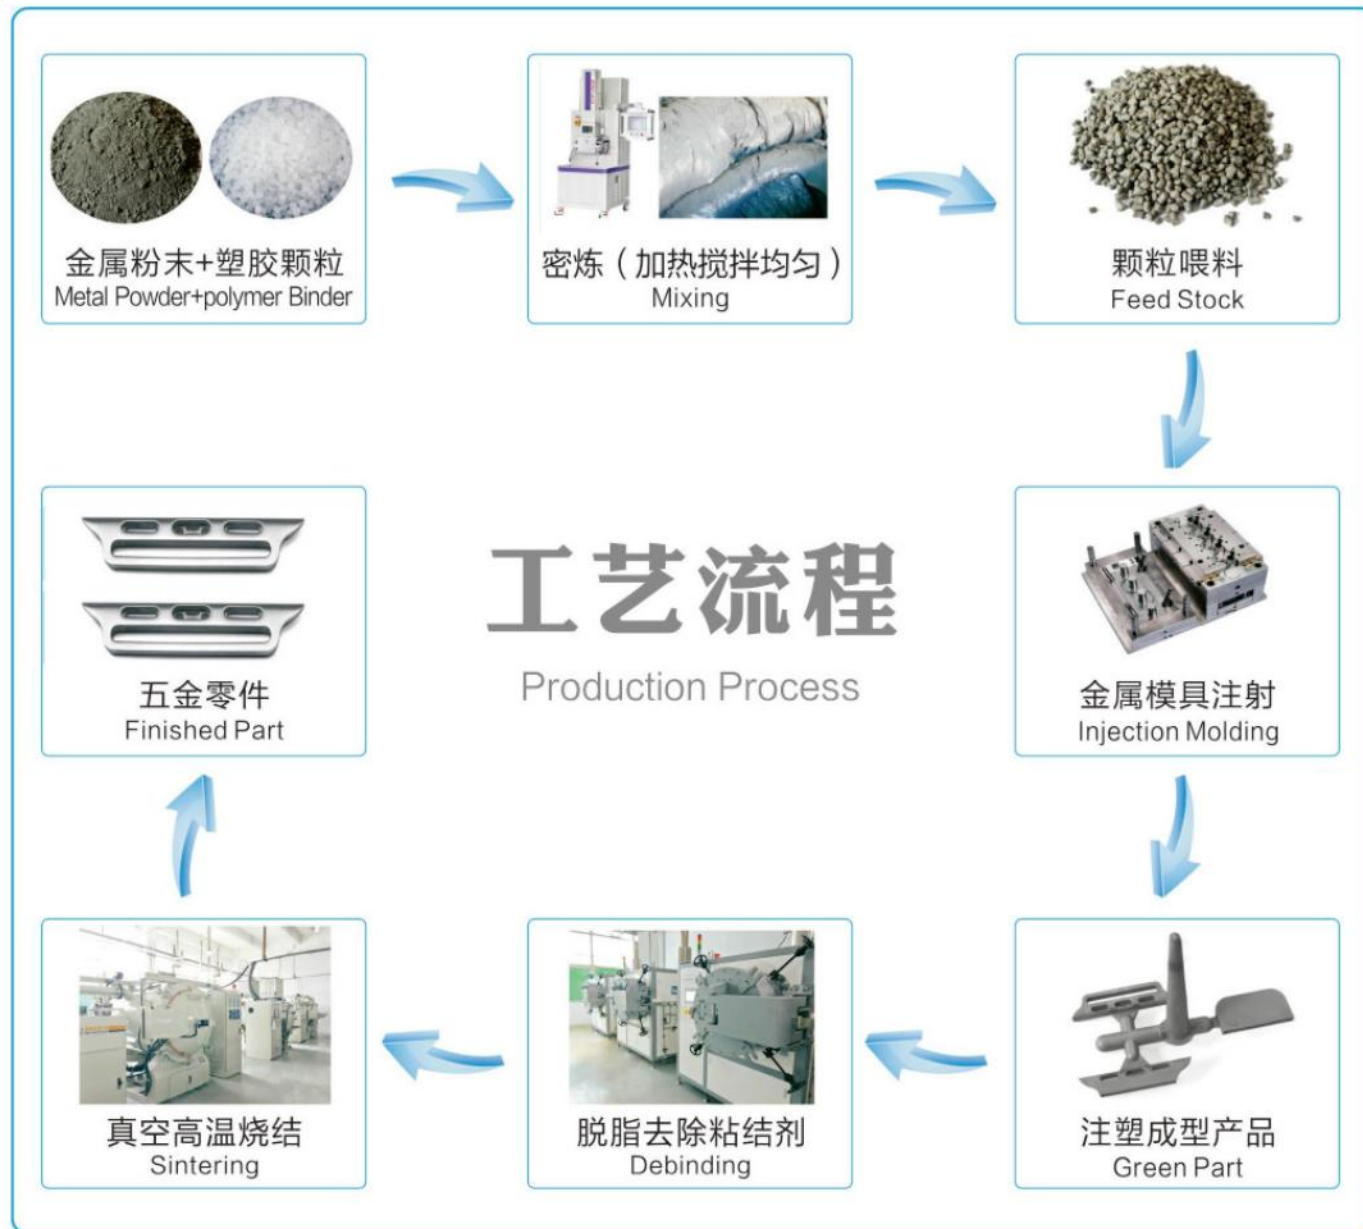 金属粉末+塑胶颗粒
Metal Powder+polymer Binder
密炼（加热搅拌均匀）
Mixing
颗粒喂料
Feed Stock
五金零件
Finished Part
工艺流程
Production Process
金属模具注射
Injection Molding
真空高温烧结
Sintering
脱脂去除粘结剂
Debinding
注塑成型产品
Green Part